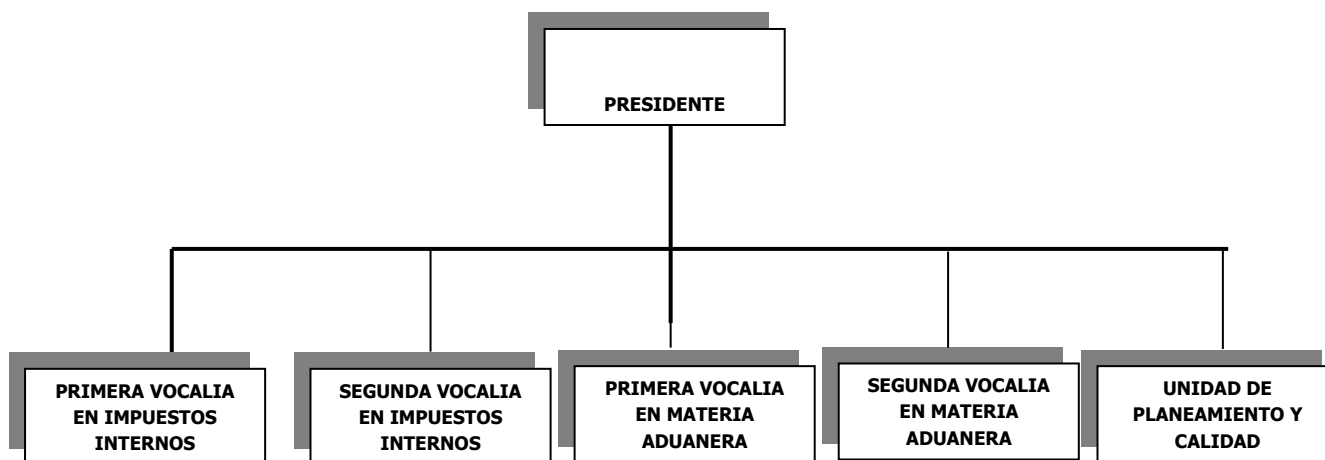 PRESIDENTE
PRIMERA VOCALIA
EN IMPUESTOS
INTERNOS
SEGUNDA VOCALIA
EN IMPUESTOS
INTERNOS
PRIMERA VOCALIA
EN MATERIA
ADUANERA
SEGUNDA VOCALIA
EN MATERIA
ADUANERA
UNIDAD DE
PLANEAMIENTO Y
CALIDAD